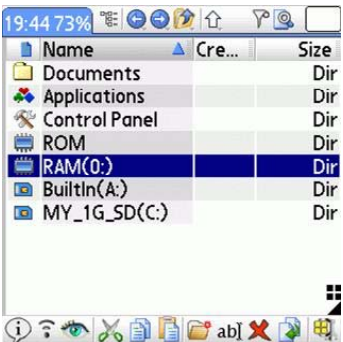 19:44 73%
Name Cre... Size
Documents Dir
Applications Dir
Control Panel Dir
ROM Dir
RAM(0:) Dir
BuiltIn(A:) Dir
MY_1G_SD(C:) Dir
abI